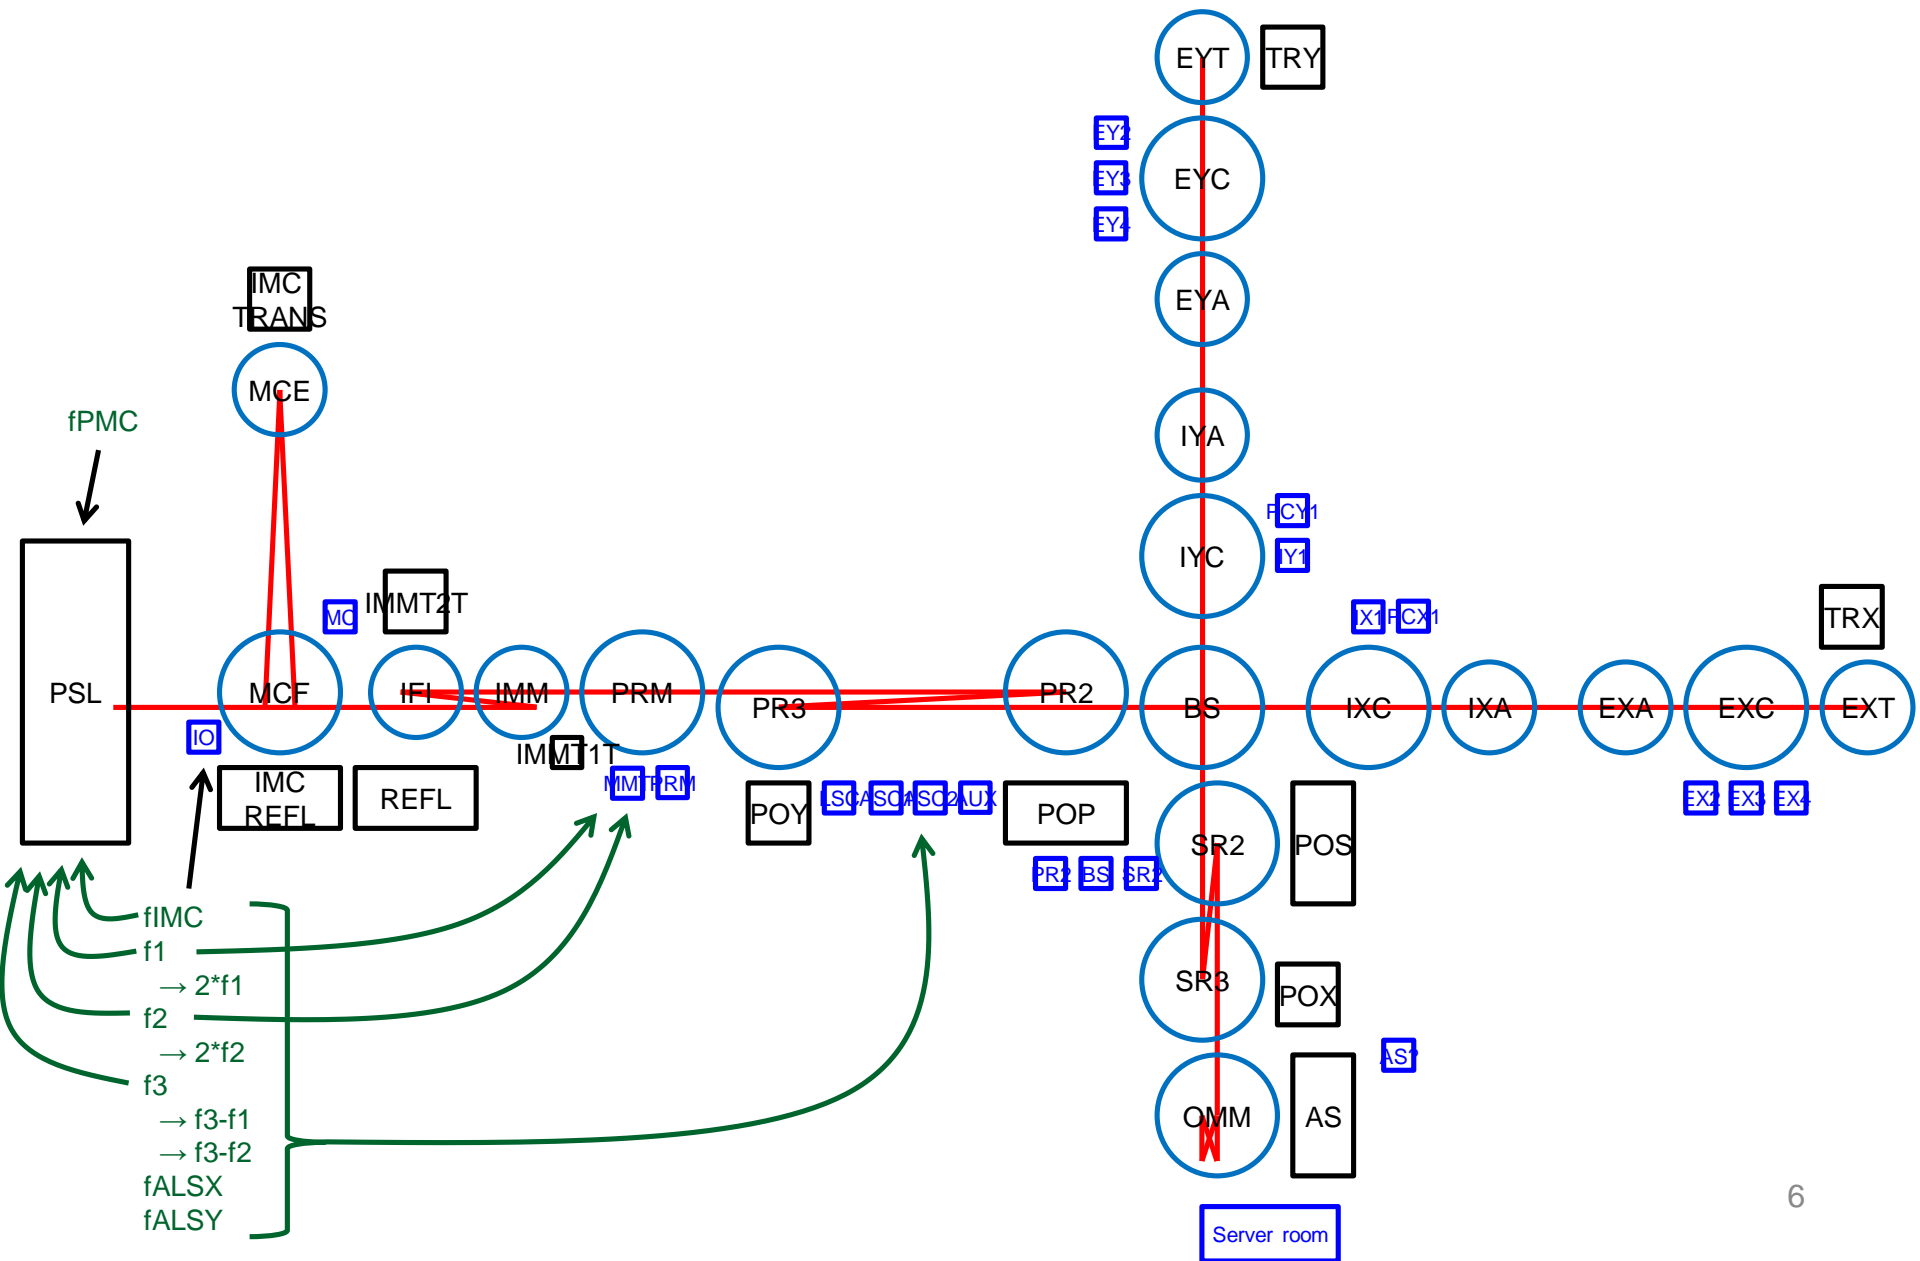 EYT
TRY
EY2
EY3
EYC
EY4
EYA
IMC
TRANS
MCE
fPMC
IYA
PCY1
IYC
IY1
IMMT2T
MC
IX1
PCX1
TRX
PSL
MCF
IFI
IMM
PRM
PR3
PR2
BS
IXC
IXA
EXA
EXC
EXT
IO
IMMT1T
IMC
REFL
REFL
MMT
PRM
POY
LSC
ASC1
ASC2
AUX
POP
EX2
EX3
EX4
SR2
POS
PR2
BS
SR2
fIMC
f1
→ 2*f1
f2
→ 2*f2
f3
→ f3-f1
→ f3-f2
fALSX
fALSY
SR3
POX
AS?
OMM
AS
6
Server room